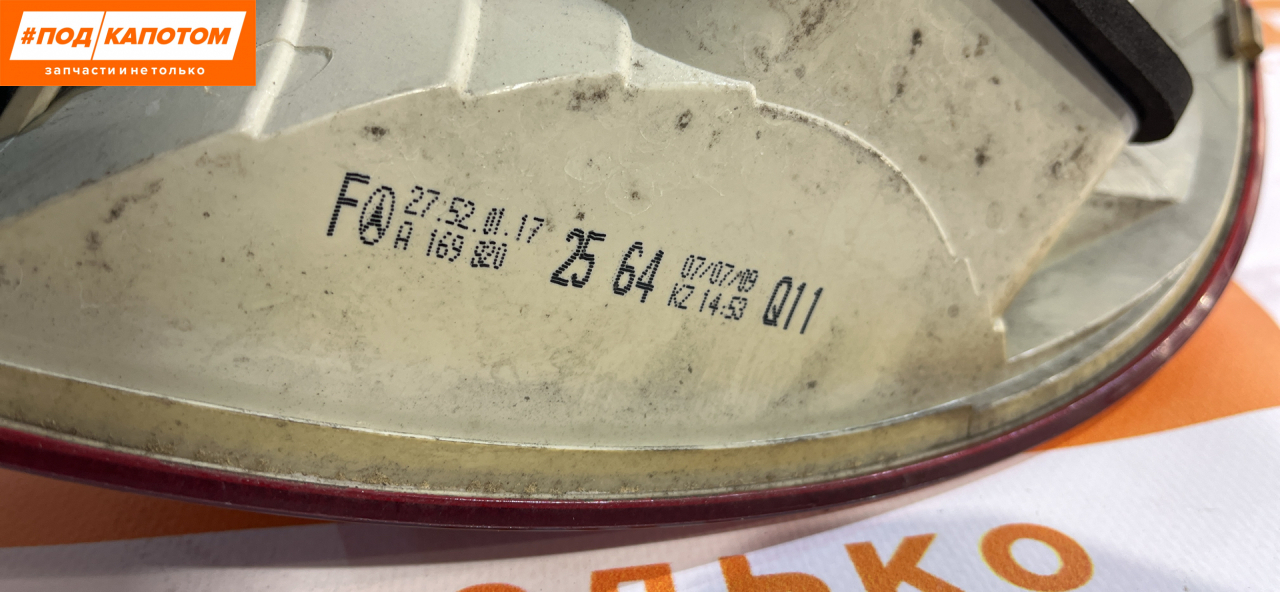 #ПОД КАПОТОМ
запчасти и не только
F A 27.52.01.17
A 169 820 25 64 07/07/09
KZ 14:53 Q11
олько